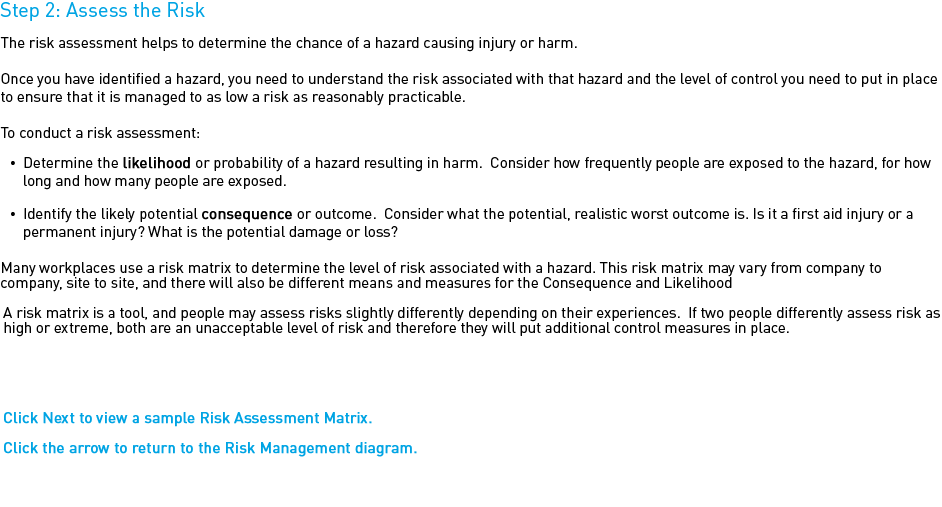 Step 2: Assess the Risk
The risk assessment helps to determine the chance of a hazard causing injury or harm.
Once you have identified a hazard, you need to understand the risk associated with that hazard and the level of control you need to put in place
to ensure that it is managed to as low a risk as reasonably practicable.
To conduct a risk assessment:
• Determine the likelihood or probability of a hazard resulting in harm.  Consider how frequently people are exposed to the hazard, for how
long and how many people are exposed.
• Identify the likely potential consequence or outcome.  Consider what the potential, realistic worst outcome is. Is it a first aid injury or a
permanent injury? What is the potential damage or loss?
Many workplaces use a risk matrix to determine the level of risk associated with a hazard. This risk matrix may vary from company to
company, site to site, and there will also be different means and measures for the Consequence and Likelihood
A risk matrix is a tool, and people may assess risks slightly differently depending on their experiences.  If two people differently assess risk as
high or extreme, both are an unacceptable level of risk and therefore they will put additional control measures in place.
Click Next to view a sample Risk Assessment Matrix.
Click the arrow to return to the Risk Management diagram.